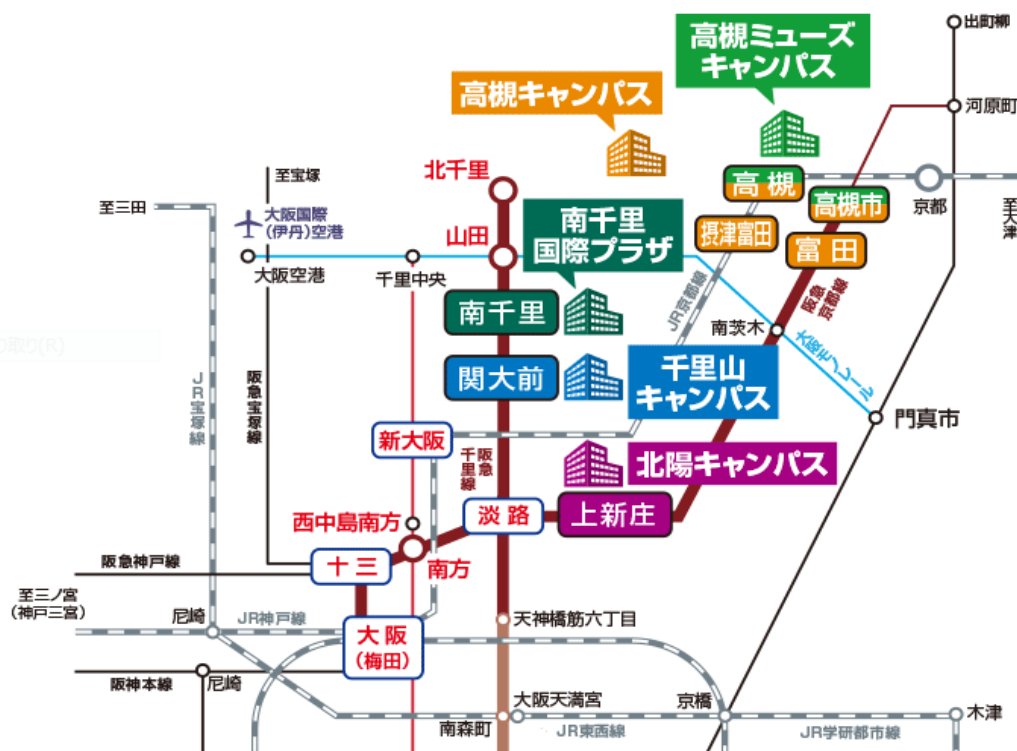 出町柳
高槻ミューズ
キャンパス
高槻キャンパス
河原町
至宝塚
北千里
高槻
京都
至大津
至三田
大阪国際
(伊丹)空港
南千里
国際プラザ
高槻市
山田
摂津富田
富田
大阪空港
千里中央
JR京都線
阪急
京都線
南千里
南茨木
大阪モノレール
の取り(R)
関大前
千里山
キャンパス
JR宝塚線
阪急宝塚線
門真市
新大阪
阪急
千里線
北陽キャンパス
西中島南方
淡路
上新庄
阪急神戸線
十三
南方
至三ノ宮
(神戸三宮)
尼崎
JR神戸線
大阪
(梅田)
天神橋筋六丁目
阪神本線
尼崎
南森町
大阪天満宮
JR東西線
京橋
JR学研都市線
木津